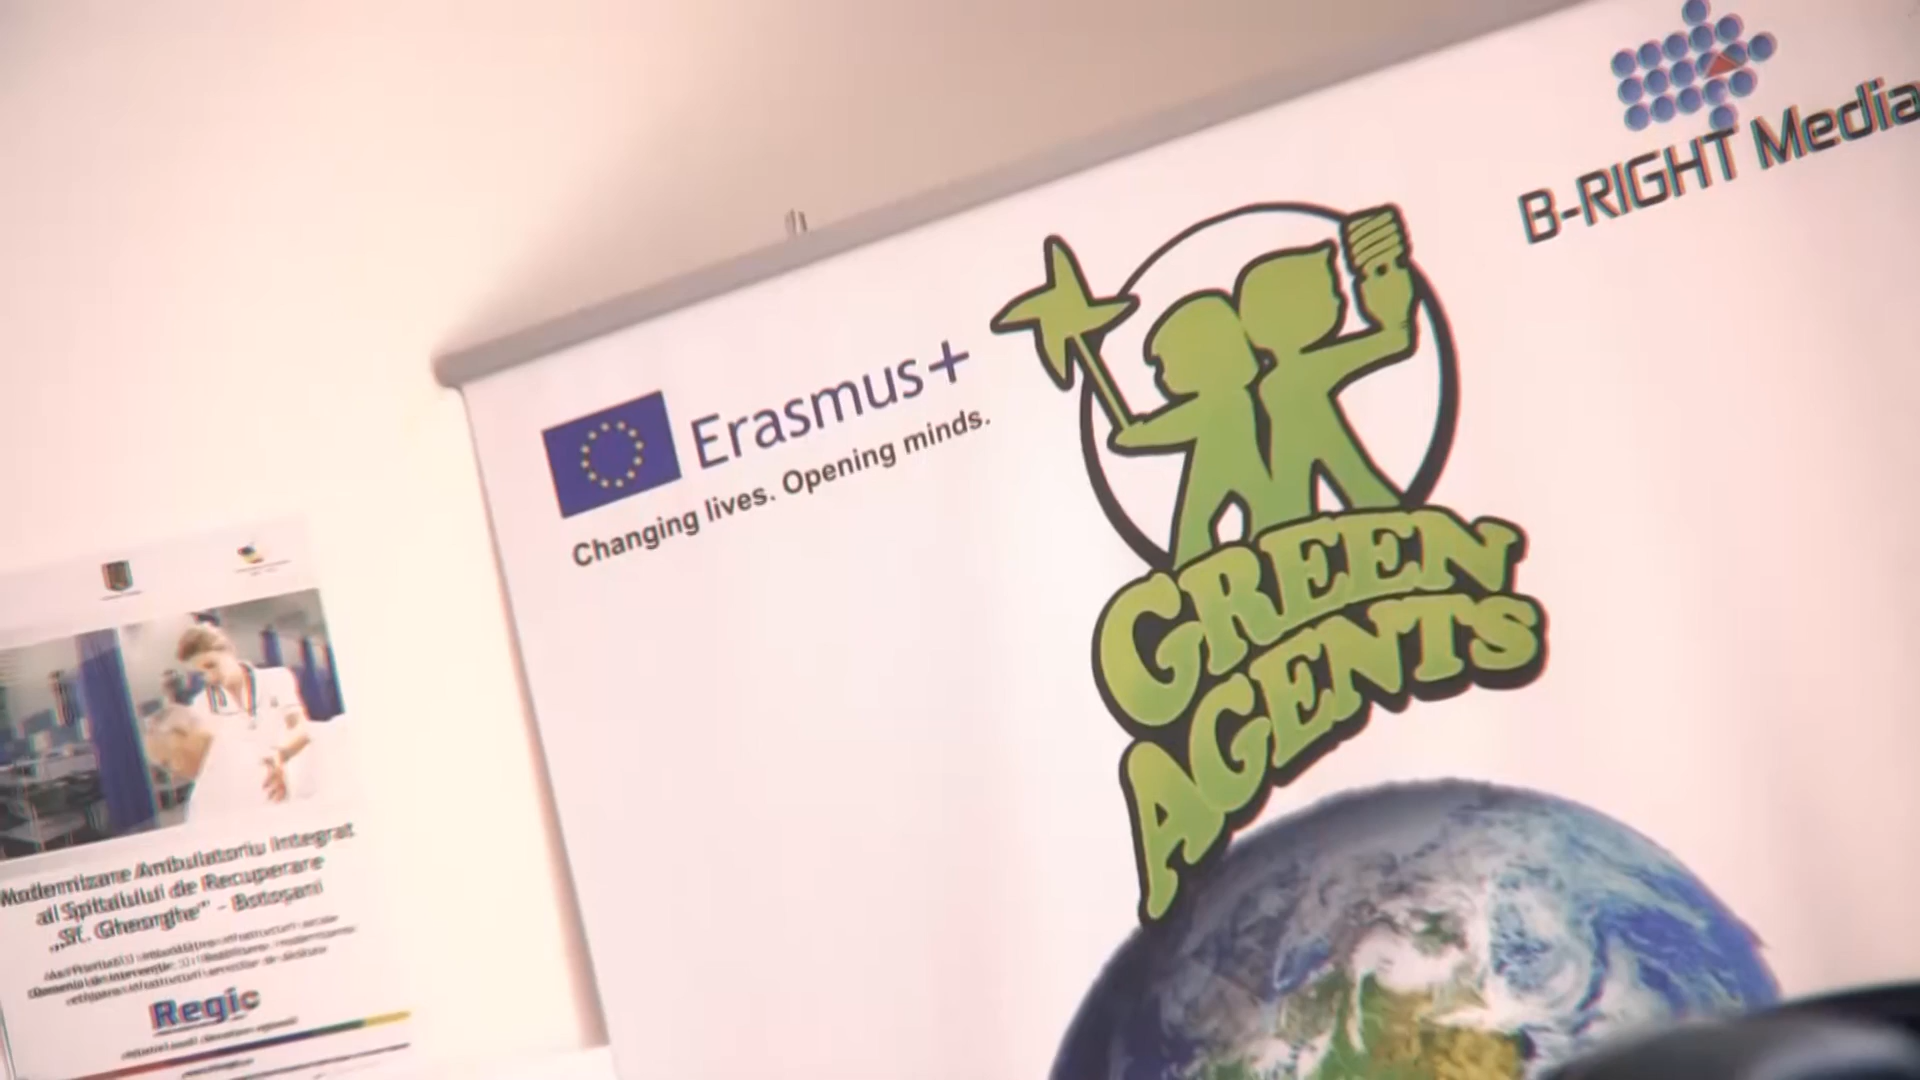 B-RIGHT Media
Erasmus+
Changing lives. Opening minds.
GREEN
AGENTS
Modernizare Ambulatoriu Integrat
al Spitalului de Recuperare
„Sf. Gheorghe” - Botoșani
Regio